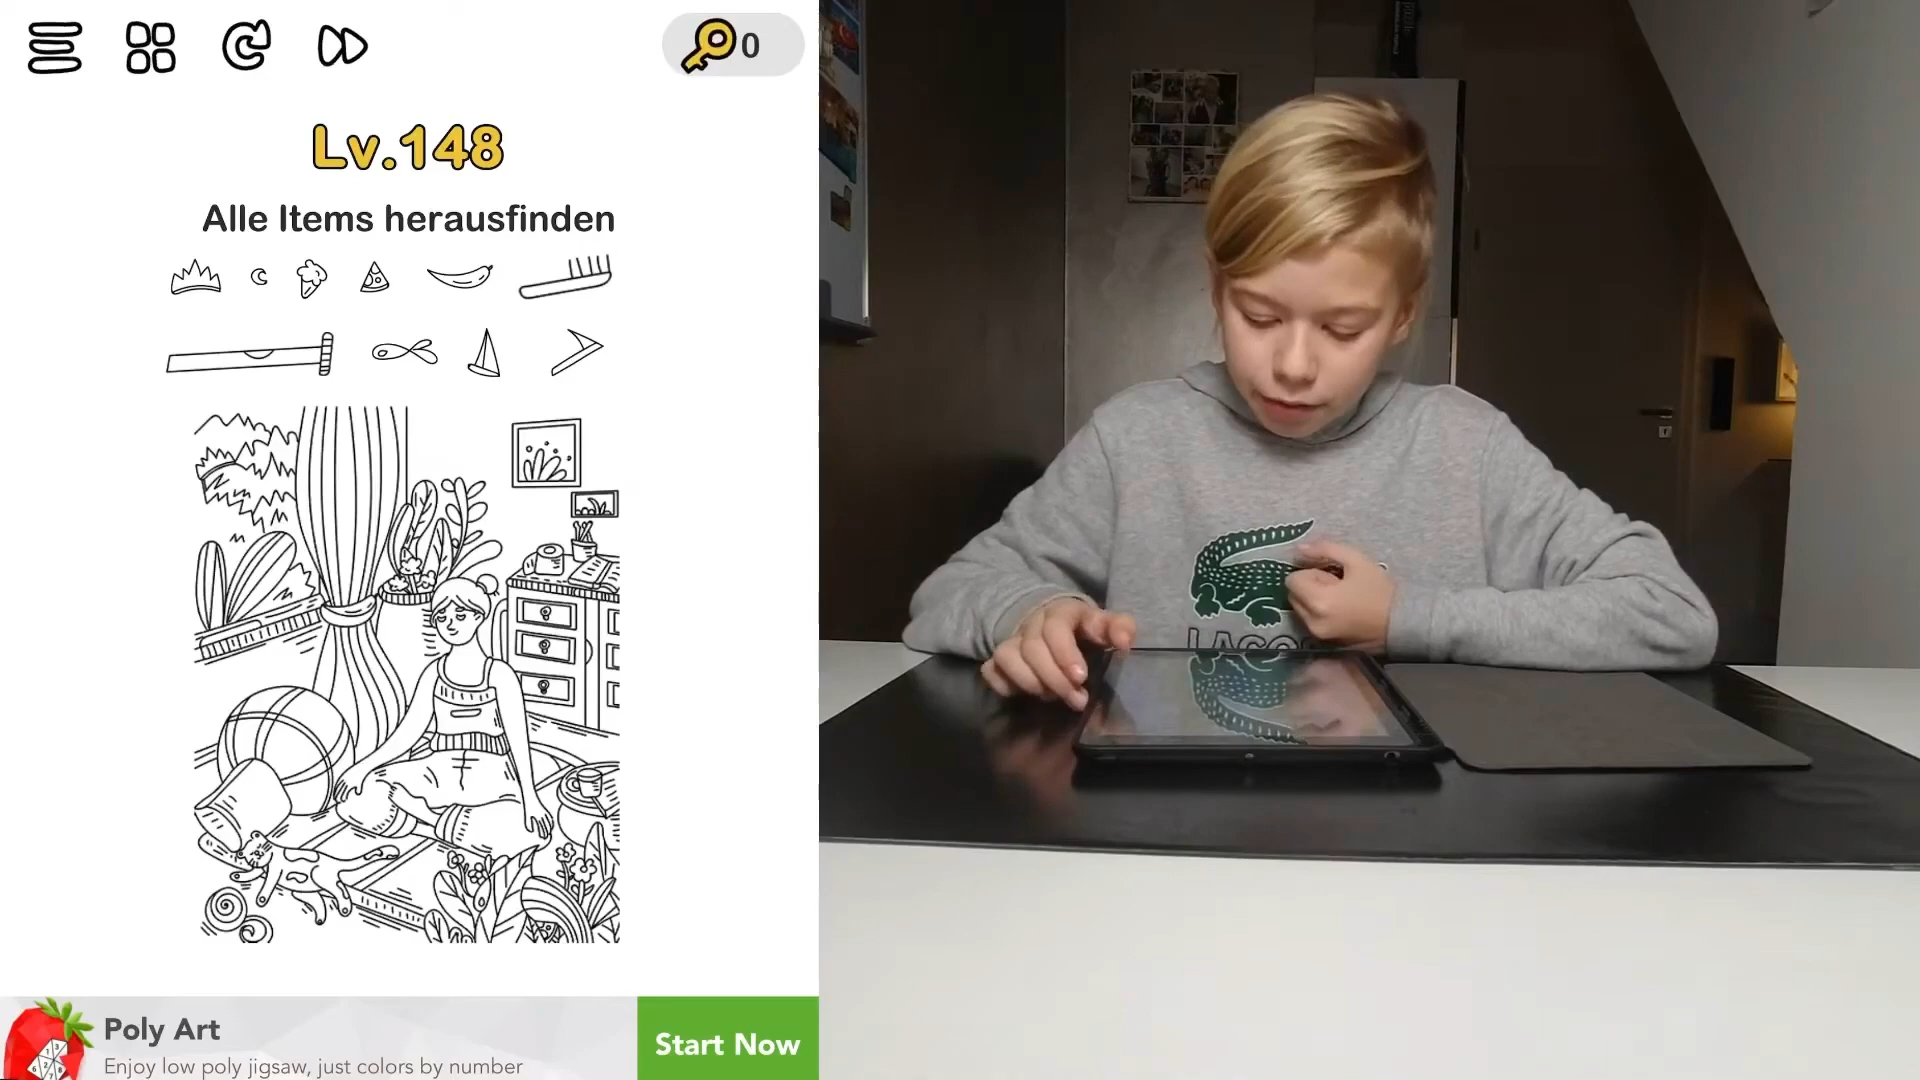 0
Lv.148
Alle Items herausfinden
Poly Art
Enjoy low poly jigsaw, just colors by number
Start Now